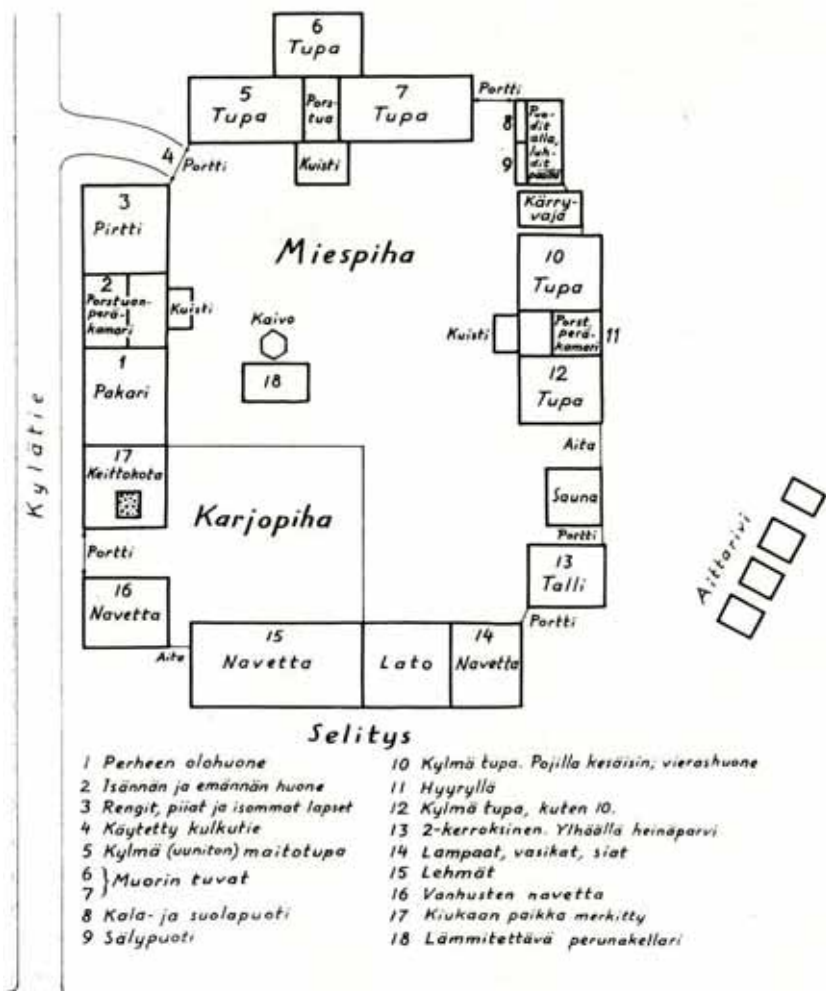 6
Tupa
5
Tupa
Pors-
tua
7
Tupa
Portti
8
9
Puo-
dit
alla,
luh-
dit
päällä
4
Portti
Kuisti
3
Pirtti
Kärry-
vaja
Miespiha
10
Tupa
2
Porstuan-
perä-
kamari
Kuisti
Kaivo
18
Kuisti
Porst.
perä-
kamari
11
1
Pakari
12
Tupa
Kylätie
17
Keittokota
Aita
Karjopiha
Sauna
Portti
Portti
13
Talli
Aittarivi
16
Navetta
Portti
Aita
15
Navetta
Lato
14
Navetta
Selitys
1 Perheen olohuone
2 Isännän ja emännän huone
3 Rengit, piiat ja isommat lapset
4 Käytetty kulkutie
5 Kylmä (uuniton) maitotupa
6
7 } Muorin tuvat
8 Kala- ja suolapuoti
9 Sälypuoti
10 Kylmä tupa. Pojilla kesäisin; vierashuone
11 Hyyryllä
12 Kylmä tupa, kuten 10.
13 2-kerroksinen. Ylhäällä heinäparvi
14 Lampaat, vasikat, siat
15 Lehmät
16 Vanhusten navetta
17 Kiukaan paikka merkitty
18 Lämmitettävä perunakellari